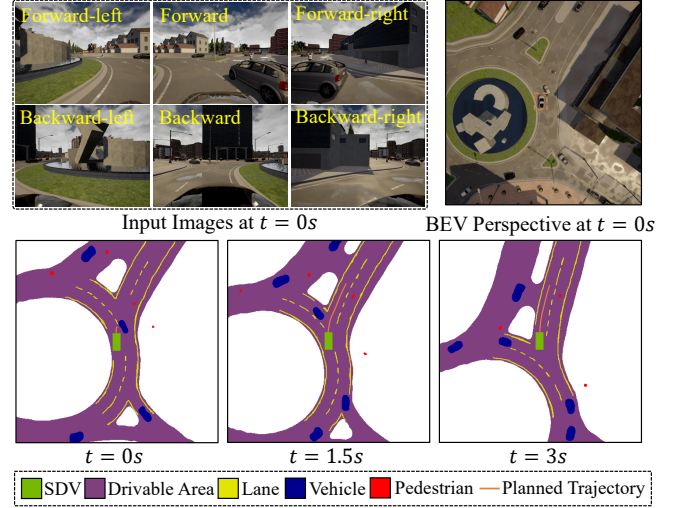 Forward-left Forward Forward-right
Backward-left Backward Backward-right
Input Images at t = 0s BEV Perspective at t = 0s
t = 0s t = 1.5s t = 3s
SDV Drivable Area Lane Vehicle Pedestrian Planned Trajectory